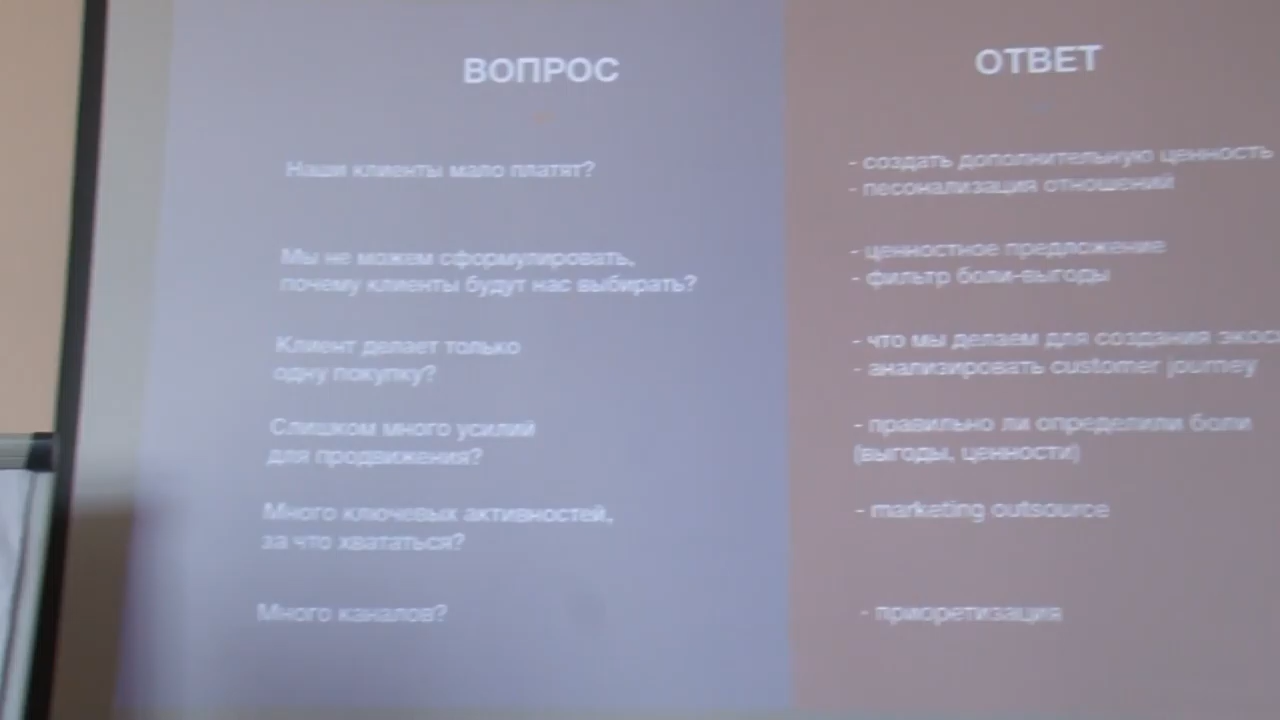 ВОПРОС
ОТВЕТ
Наши клиенты мало платят?
- создать дополнительную ценность
- песонализация отношений
Мы не можем сформулировать,
почему клиенты будут нас выбирать?
- ценностное предложение
- фильтр боли-выгоды
Клиент делает только
одну покупку?
- что мы делаем для создания
- анализировать customer journey
Слишком много усилий
для продвижения?
- правильно ли определили боли
(выгоды, ценности)
Много ключевых активностей,
за что хвататься?
- marketing outsource
Много каналов?
- приоретизация